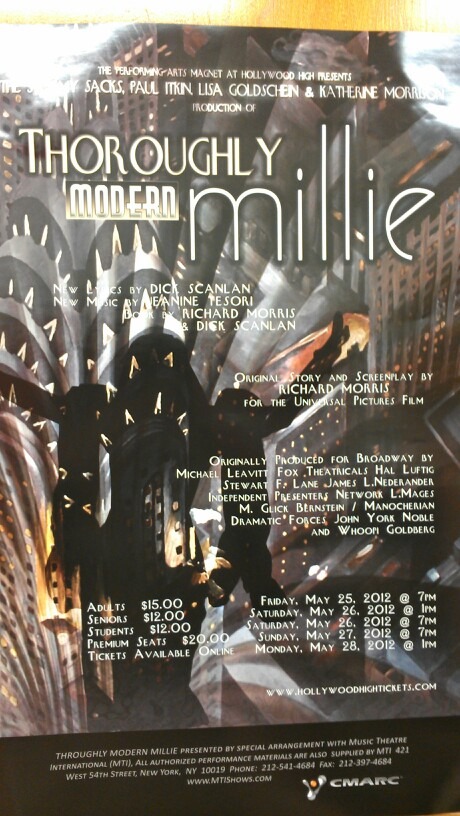 THE PERFORMING-ARTS MAGNET AT HOLLYWOOD HIGH PRESENTS
SACKS, PAUL ITKIN, LISA GOLDSCHEIN & KATHERINE MORRISON
PRODUCTION OF
THOROUGHLY
MODERN
millie
NEW LYRICS BY DICK SCANLAN
NEW MUSIC BY JEANINE TESORI
BOOK BY RICHARD MORRIS
& DICK SCANLAN
ORIGINAL STORY AND SCREENPLAY BY
RICHARD MORRIS
FOR THE UNIVERSAL PICTURES FILM
ORIGINALLY PRODUCED FOR BROADWAY BY
MICHAEL LEAVITT FOX THEATRICALS HAL LUFTIG
STEWART F. LANE JAMES L.NEDERANDER
INDEPENDENT PRESENTERS NETWORK L.MAGES
M. GLICK BERNSTEIN / MANOCHERIAN
DRAMATIC FORCES JOHN YORK NOBLE
AND WHOOPI GOLDBERG
ADULTS $15.00
SENIORS $12.00
STUDENTS $12.00
PREMIUM SEATS $20.00
TICKETS AVAILABLE ONLINE
FRIDAY, MAY 25, 2012 @ 7PM
SATURDAY, MAY 26, 2012 @ 1PM
SATURDAY, MAY 26, 2012 @ 7PM
SUNDAY, MAY 27, 2012 @ 7PM
MONDAY, MAY 28, 2012 @ 1PM
WWW.HOLLYWOODHIGHTICKETS.COM
THROUGHLY MODERN MILLIE PRESENTED BY SPECIAL ARRANGEMENT WITH MUSIC THEATRE
INTERNATIONAL (MTI), ALL AUTHORIZED PERFORMANCE MATERIALS ARE ALSO SUPPLIED BY MTI 421
WEST 54TH STREET, NEW YORK, NY 10019 PHONE: 212-541-4684 FAX: 212-397-4684
WWW.MTISHOWS.COM
CMARC